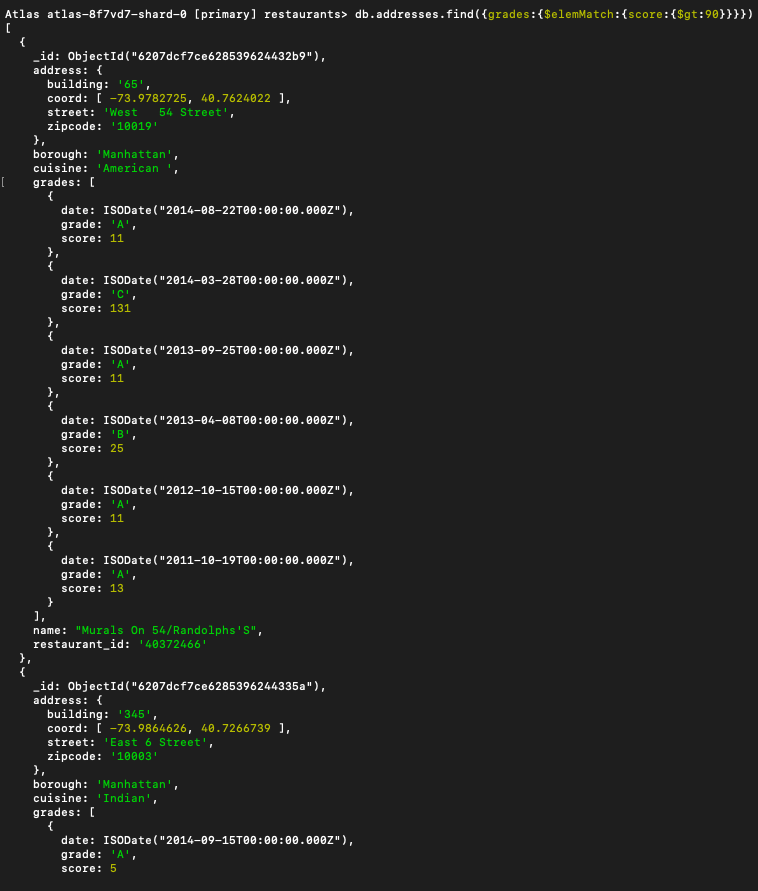 Atlas atlas-8f7vd7-shard-0 [primary] restaurants> db.addresses.find({grades:{$elemMatch:{score:{$gt:90}}}})
[
  {
    _id: ObjectId("6207dcf7ce628539624432b9"),
    address: {
      building: '65',
      coord: [ -73.9782725, 40.7624022 ],
      street: 'West   54 Street',
      zipcode: '10019'
    },
    borough: 'Manhattan',
    cuisine: 'American ',
[    grades: [
      {
        date: ISODate("2014-08-22T00:00:00.000Z"),
        grade: 'A',
        score: 11
      },
      {
        date: ISODate("2014-03-28T00:00:00.000Z"),
        grade: 'C',
        score: 131
      },
      {
        date: ISODate("2013-09-25T00:00:00.000Z"),
        grade: 'A',
        score: 11
      },
      {
        date: ISODate("2013-04-08T00:00:00.000Z"),
        grade: 'B',
        score: 25
      },
      {
        date: ISODate("2012-10-15T00:00:00.000Z"),
        grade: 'A',
        score: 11
      },
      {
        date: ISODate("2011-10-19T00:00:00.000Z"),
        grade: 'A',
        score: 13
      }
    ],
    name: "Murals On 54/Randolphs'S",
    restaurant_id: '40372466'
  },
  {
    _id: ObjectId("6207dcf7ce6285396244335a"),
    address: {
      building: '345',
      coord: [ -73.9864626, 40.7266739 ],
      street: 'East 6 Street',
      zipcode: '10003'
    },
    borough: 'Manhattan',
    cuisine: 'Indian',
    grades: [
      {
        date: ISODate("2014-09-15T00:00:00.000Z"),
        grade: 'A',
        score: 5